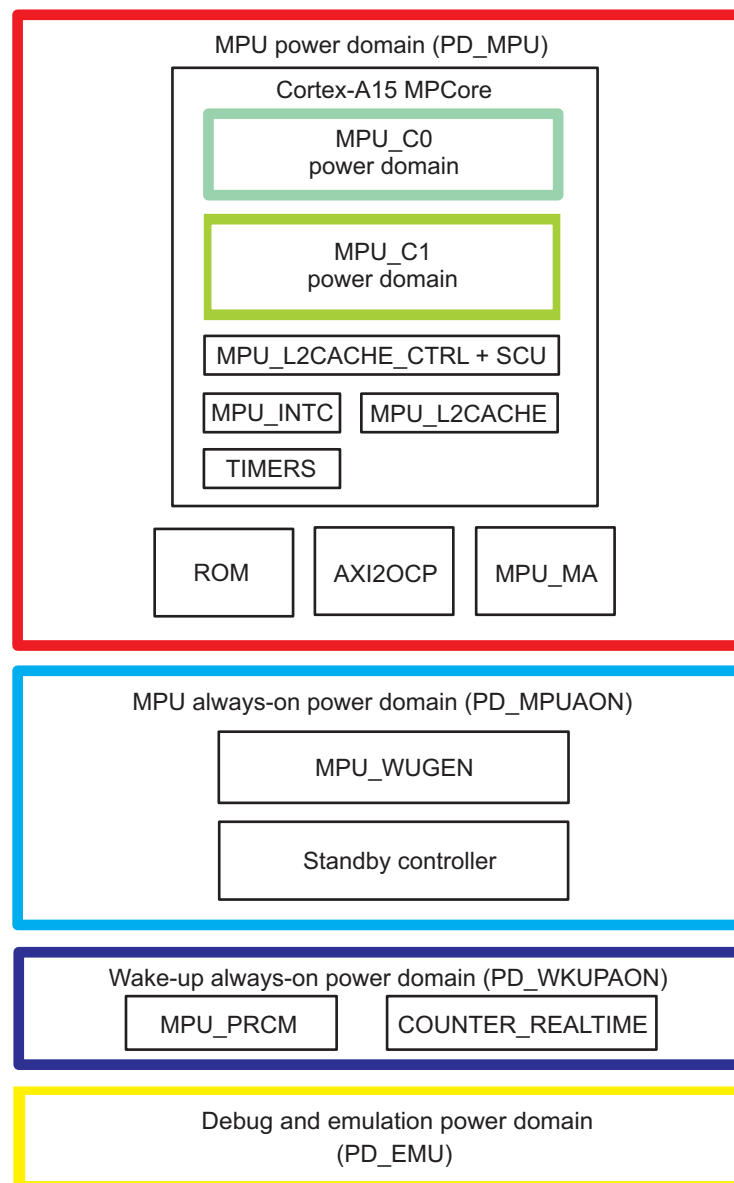 MPU power domain (PD_MPU)
Cortex-A15 MPCore
MPU_C0
power domain
MPU_C1
power domain
MPU_L2CACHE_CTRL + SCU
MPU_INTC
MPU_L2CACHE
TIMERS
ROM
AXI2OCP
MPU_MA
MPU always-on power domain (PD_MPUAON)
MPU_WUGEN
Standby controller
Wake-up always-on power domain (PD_WKUPAON)
MPU_PRCM
COUNTER_REALTIME
Debug and emulation power domain
(PD_EMU)